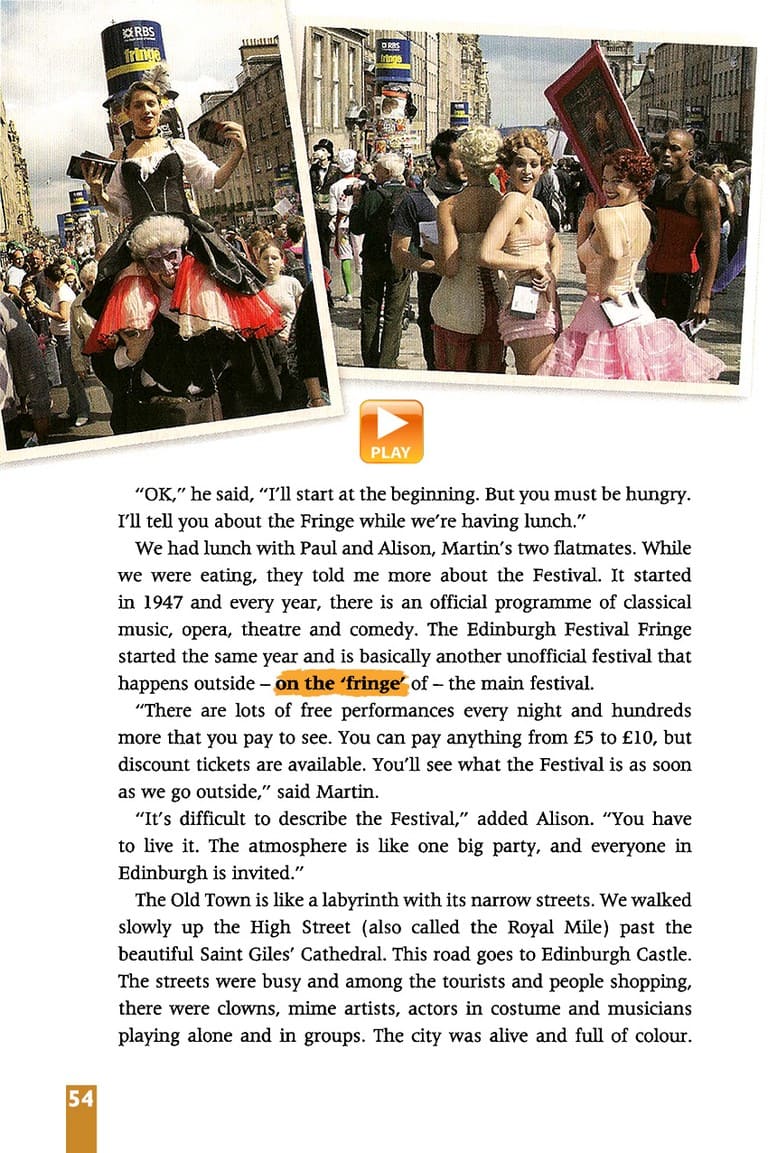 RBS
fringe
RBS
fringe
PLAY
“OK,” he said, “I’ll start at the beginning. But you must be hungry.
I’ll tell you about the Fringe while we’re having lunch.”
We had lunch with Paul and Alison, Martin’s two flatmates. While
we were eating, they told me more about the Festival. It started
in 1947 and every year, there is an official programme of classical
music, opera, theatre and comedy. The Edinburgh Festival Fringe
started the same year and is basically another unofficial festival that
happens outside – on the ‘fringe’ of – the main festival.
“There are lots of free performances every night and hundreds
more that you pay to see. You can pay anything from £5 to £10, but
discount tickets are available. You’ll see what the Festival is as soon
as we go outside,” said Martin.
“It’s difficult to describe the Festival,” added Alison. “You have
to live it. The atmosphere is like one big party, and everyone in
Edinburgh is invited.”
The Old Town is like a labyrinth with its narrow streets. We walked
slowly up the High Street (also called the Royal Mile) past the
beautiful Saint Giles’ Cathedral. This road goes to Edinburgh Castle.
The streets were busy and among the tourists and people shopping,
there were clowns, mime artists, actors in costume and musicians
playing alone and in groups. The city was alive and full of colour.
54